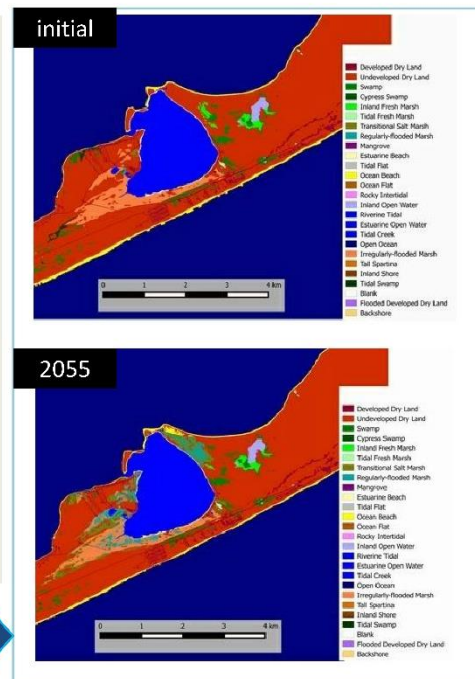 initial
Developed Dry Land
Undeveloped Dry Land
Swamp
Cypress Swamp
Inland Fresh Marsh
Tidal Fresh Marsh
Transitional Salt Marsh
Regularly-flooded Marsh
Mangrove
Estuarine Beach
Tidal Flat
Ocean Beach
Ocean Flat
Rocky Intertidal
Inland Open Water
Riverine Tidal
Estuarine Open Water
Tidal Creek
Open Ocean
Irregularly-flooded Marsh
Tall Spartina
Inland Shore
Tidal Swamp
Blank
Flooded Developed Dry Land
Backshore
0 1 2 3 4 km
2055
Developed Dry Land
Undeveloped Dry Land
Swamp
Cypress Swamp
Inland Fresh Marsh
Tidal Fresh Marsh
Transitional Salt Marsh
Regularly-flooded Marsh
Mangrove
Estuarine Beach
Tidal Flat
Ocean Beach
Ocean Flat
Rocky Intertidal
Inland Open Water
Riverine Tidal
Estuarine Open Water
Tidal Creek
Open Ocean
Irregularly-flooded Marsh
Tall Spartina
Inland Shore
Tidal Swamp
Blank
Flooded Developed Dry Land
Backshore
0 1 2 3 4 km